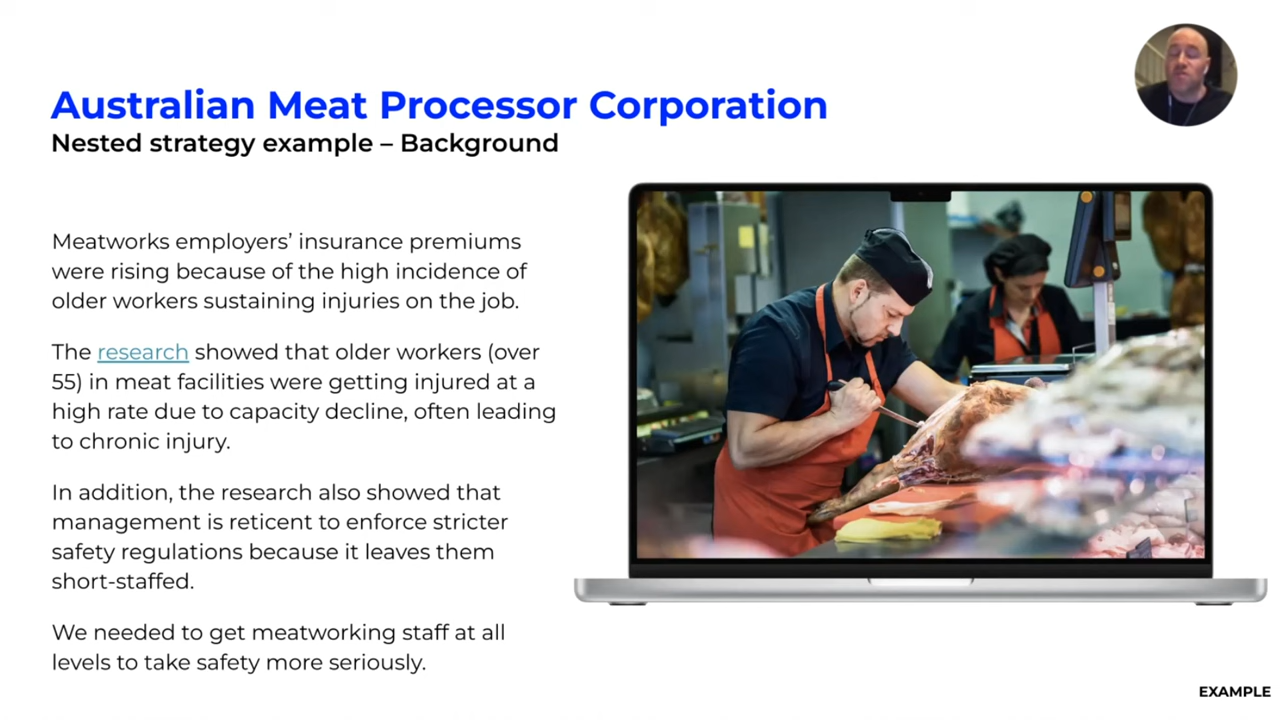 Australian Meat Processor Corporation
Nested strategy example – Background
Meatworks employers’ insurance premiums
were rising because of the high incidence of
older workers sustaining injuries on the job.
The research showed that older workers (over
55) in meat facilities were getting injured at a
high rate due to capacity decline, often leading
to chronic injury.
In addition, the research also showed that
management is reticent to enforce stricter
safety regulations because it leaves them
short-staffed.
We needed to get meatworking staff at all
levels to take safety more seriously.
EXAMPLE